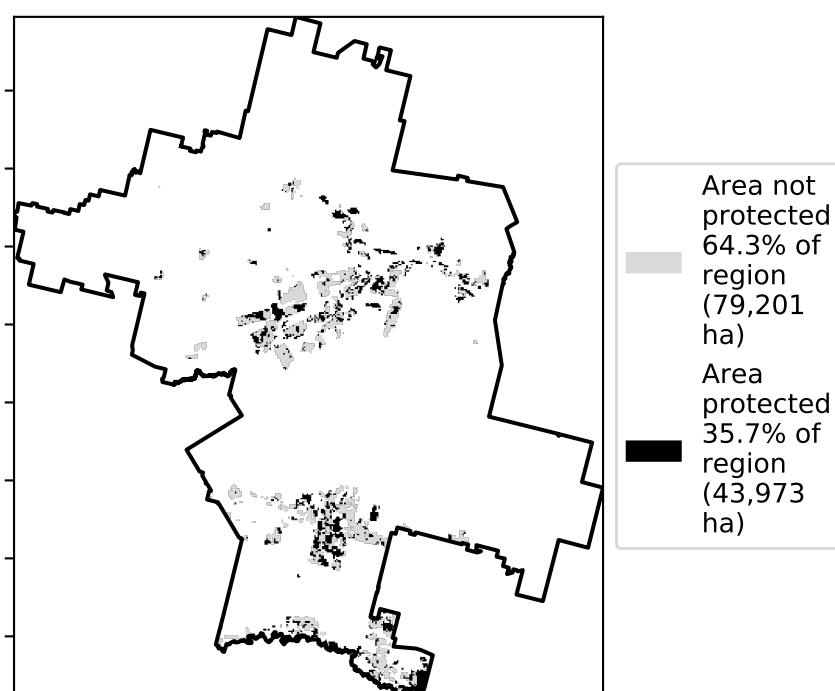 Area not
protected
64.3% of
region
(79,201
ha)
Area
protected
35.7% of
region
(43,973
ha)